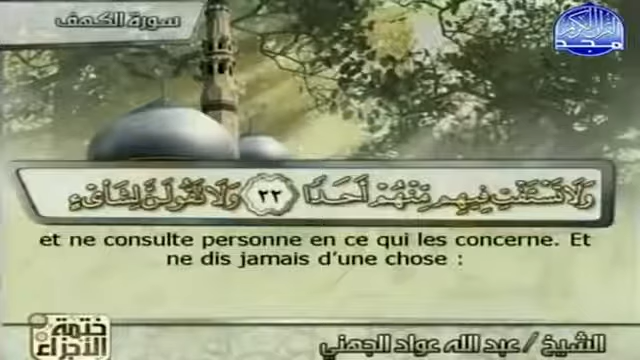 سورة الكهف
القرآن الكريم
مجد
وَلَا تَسْتَفْتِ فِيهِم مِّنْهُمْ أَحَدًا ٢٢ وَلَا تَقُولَنَّ لِشَا۟ىْءٍ
et ne consulte personne en ce qui les concerne. Et
ne dis jamais d'une chose :
ختمة
الأجزاء
الشيخ / عبد الله عواد الجهني